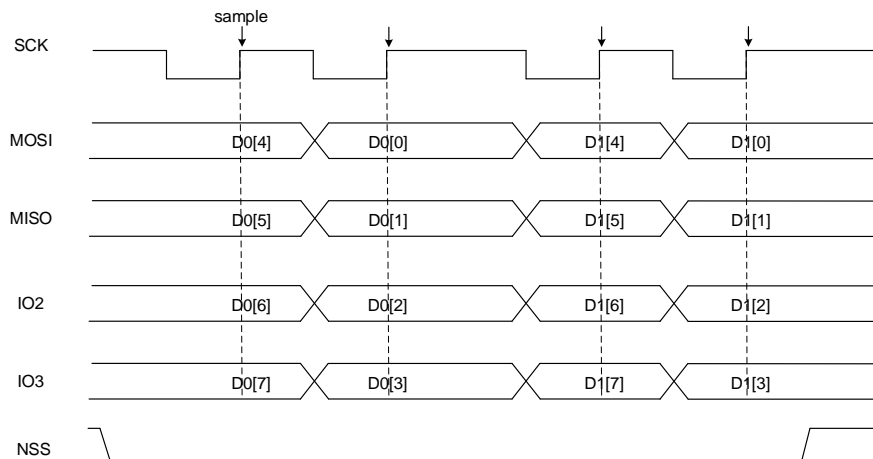 sample
SCK
MOSI D0[4] D0[0] D1[4] D1[0]
MISO D0[5] D0[1] D1[5] D1[1]
IO2 D0[6] D0[2] D1[6] D1[2]
IO3 D0[7] D0[3] D1[7] D1[3]
NSS